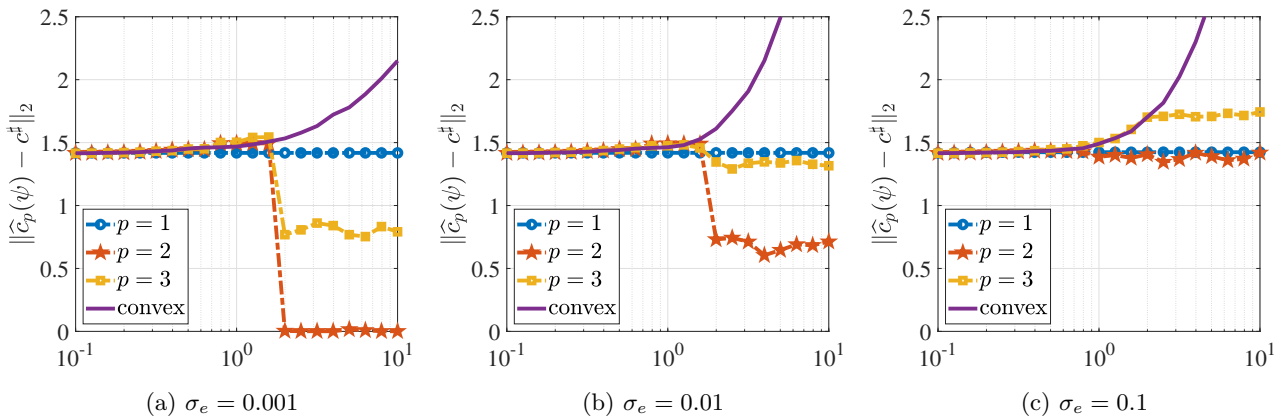 2.5
2
1.5
1
0.5
0
‖ĉ_p(ψ) − c^♯‖_2
p = 1
p = 2
p = 3
convex
10^-1
10^0
10^1
(a) σ_e = 0.001
2.5
2
1.5
1
0.5
0
‖ĉ_p(ψ) − c^♯‖_2
p = 1
p = 2
p = 3
convex
10^-1
10^0
10^1
(b) σ_e = 0.01
2.5
2
1.5
1
0.5
0
‖ĉ_p(ψ) − c^♯‖_2
p = 1
p = 2
p = 3
convex
10^-1
10^0
10^1
(c) σ_e = 0.1